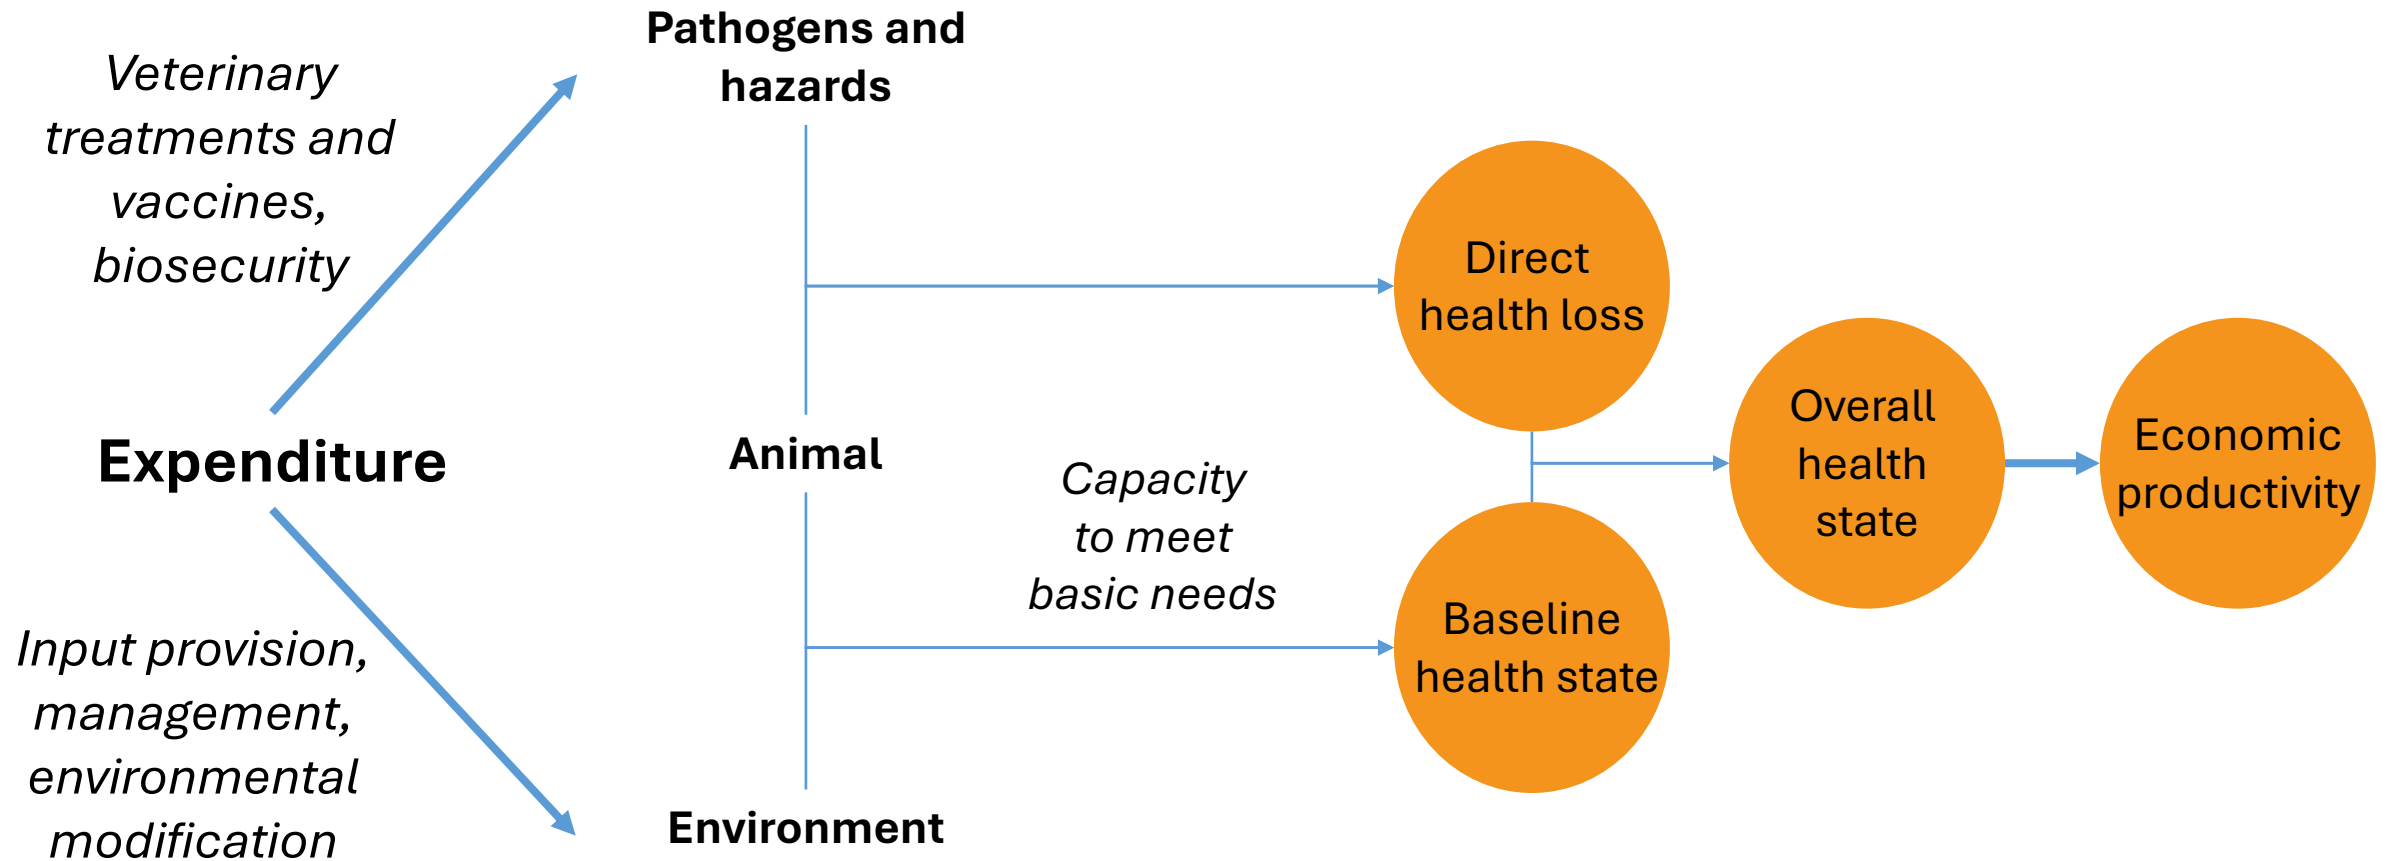 Veterinary
treatments and
vaccines,
biosecurity
Expenditure
Input provision,
management,
environmental
modification
Pathogens and
hazards
Animal
Environment
Capacity
to meet
basic needs
Direct
health loss
Baseline
health state
Overall
health
state
Economic
productivity